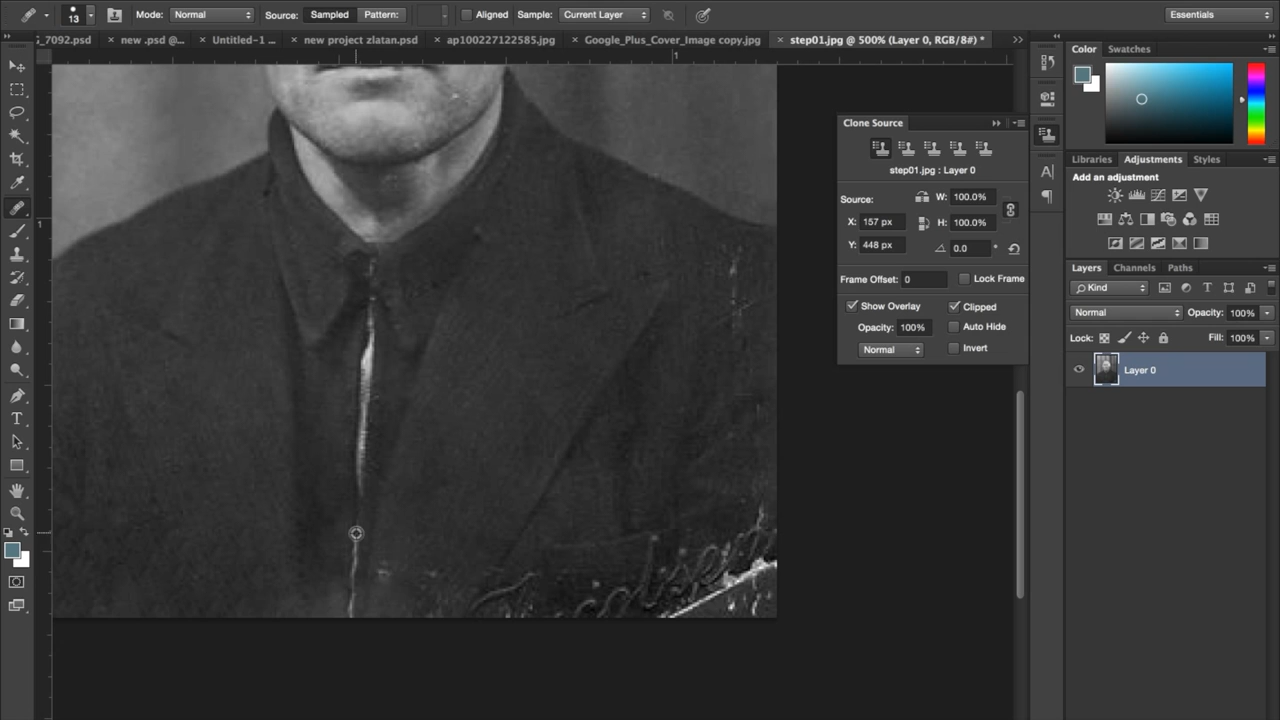 13
Mode: Normal
Source: Sampled Pattern:
Aligned
Sample: Current Layer
Essentials
_7092.psd
new .psd @...
Untitled-1 ...
new project zlatan.psd
ap100227122585.jpg
Google_Plus_Cover_Image copy.jpg
step01.jpg @ 500% (Layer 0, RGB/8#) *
1
1
Clone Source
step01.jpg : Layer 0
Source:
W: 100.0%
X: 157 px
H: 100.0%
Y: 448 px
0.0 °
Frame Offset: 0
Lock Frame
Show Overlay
Clipped
Opacity: 100%
Auto Hide
Normal
Invert
Color Swatches
Libraries Adjustments Styles
Add an adjustment
Layers Channels Paths
Kind
Normal
Opacity: 100%
Lock:
Fill: 100%
Layer 0